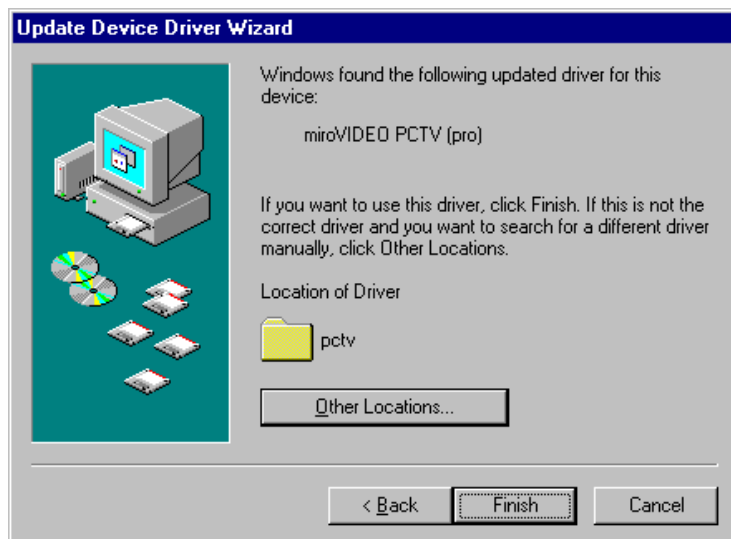 Update Device Driver Wizard
Windows found the following updated driver for this
device:
miroVIDEO PCTV (pro)
If you want to use this driver, click Finish. If this is not the
correct driver and you want to search for a different driver
manually, click Other Locations.
Location of Driver
pctv
Other Locations...
< Back
Finish
Cancel